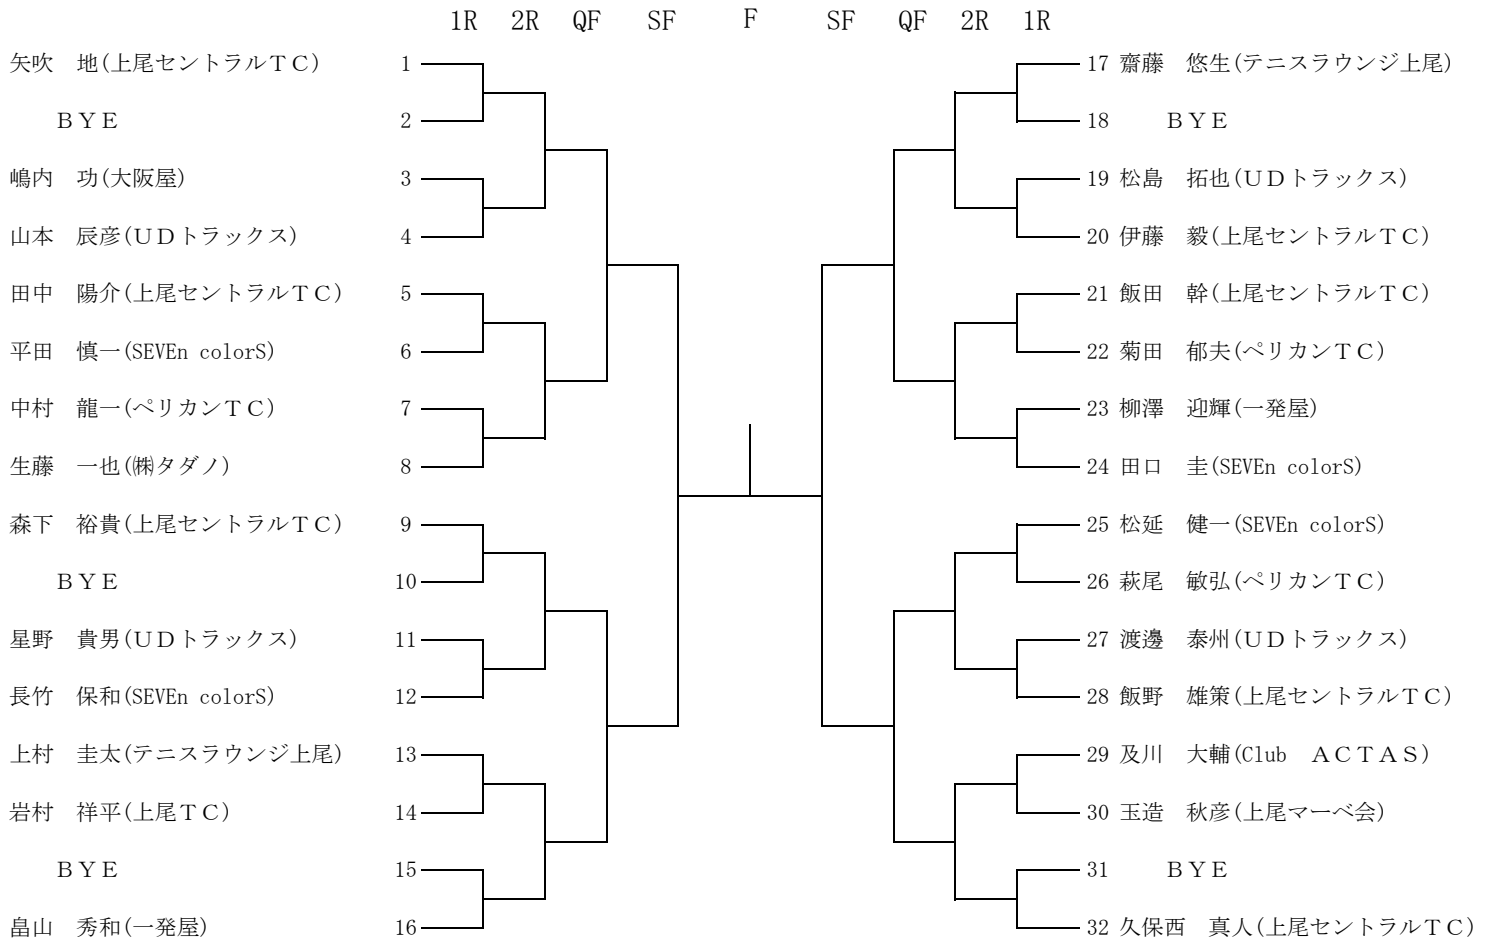 1R 2R QF SF F SF QF 2R 1R
矢吹　地(上尾セントラルＴＣ) 1
ＢＹＥ 2
嶋内　功(大阪屋) 3
山本　辰彦(ＵＤトラックス) 4
田中　陽介(上尾セントラルＴＣ) 5
平田　慎一(SEVEn colorS) 6
中村　龍一(ペリカンＴＣ) 7
生藤　一也(㈱タダノ) 8
森下　裕貴(上尾セントラルＴＣ) 9
ＢＹＥ 10
星野　貴男(ＵＤトラックス) 11
長竹　保和(SEVEn colorS) 12
上村　圭太(テニスラウンジ上尾) 13
岩村　祥平(上尾ＴＣ) 14
ＢＹＥ 15
畠山　秀和(一発屋) 16
17 齋藤　悠生(テニスラウンジ上尾)
18 ＢＹＥ
19 松島　拓也(ＵＤトラックス)
20 伊藤　毅(上尾セントラルＴＣ)
21 飯田　幹(上尾セントラルＴＣ)
22 菊田　郁夫(ペリカンＴＣ)
23 柳澤　迎輝(一発屋)
24 田口　圭(SEVEn colorS)
25 松延　健一(SEVEn colorS)
26 萩尾　敏弘(ペリカンＴＣ)
27 渡邊　泰州(ＵＤトラックス)
28 飯野　雄策(上尾セントラルＴＣ)
29 及川　大輔(Club　ＡＣＴＡＳ)
30 玉造　秋彦(上尾マーベ会)
31 ＢＹＥ
32 久保西　真人(上尾セントラルＴＣ)